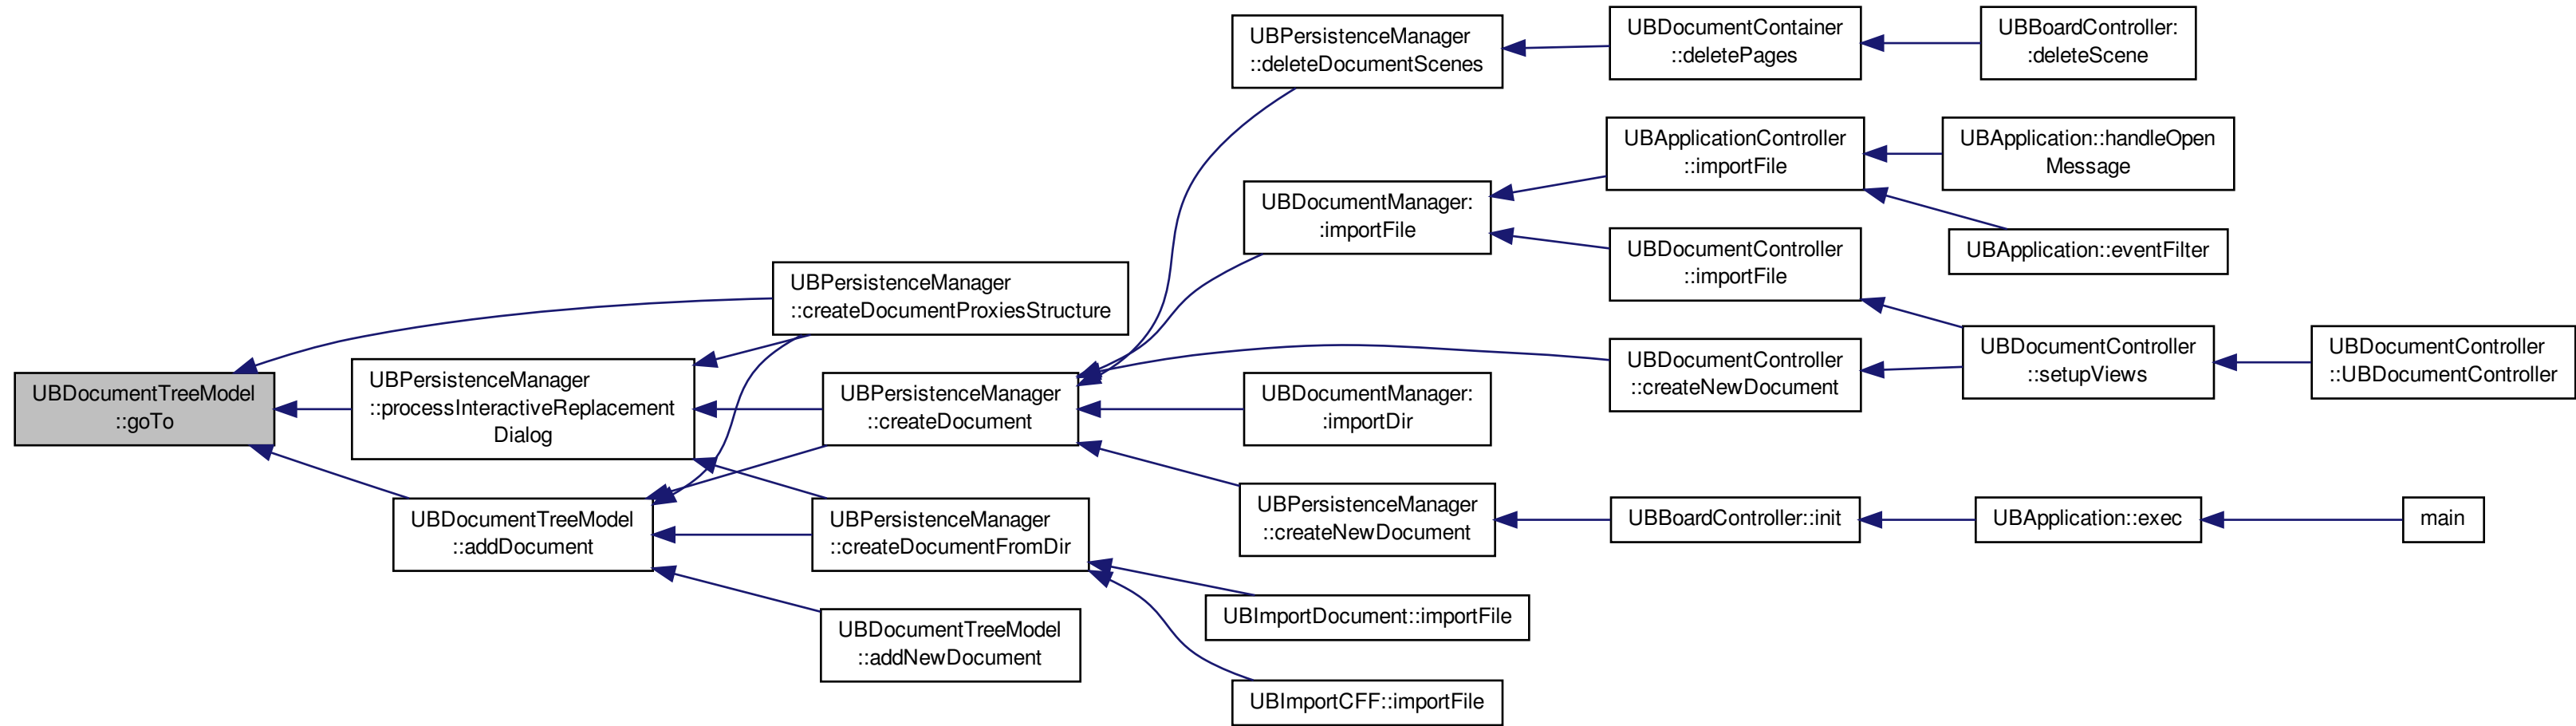 UBDocumentTreeModel
::goTo
UBPersistenceManager
::createDocumentProxiesStructure
UBPersistenceManager
::processInteractiveReplacement
Dialog
UBDocumentTreeModel
::addDocument
UBPersistenceManager
::createDocument
UBPersistenceManager
::createDocumentFromDir
UBDocumentTreeModel
::addNewDocument
UBPersistenceManager
::deleteDocumentScenes
UBDocumentManager:
:importFile
UBDocumentManager:
:importDir
UBPersistenceManager
::createNewDocument
UBImportDocument::importFile
UBImportCFF::importFile
UBDocumentContainer
::deletePages
UBApplicationController
::importFile
UBDocumentController
::importFile
UBDocumentController
::createNewDocument
UBBoardController::init
UBBoardController:
:deleteScene
UBApplication::handleOpen
Message
UBApplication::eventFilter
UBDocumentController
::setupViews
UBApplication::exec
UBDocumentController
::UBDocumentController
main